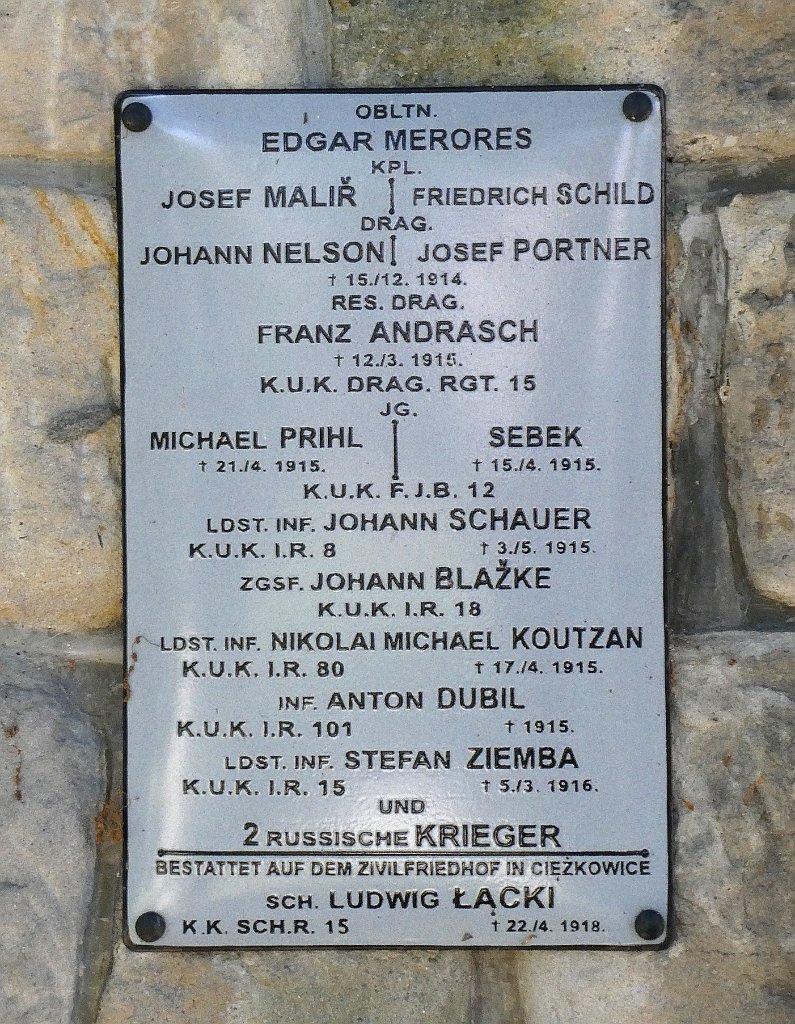 OBLTN.
EDGAR MERORES
KPL.
JOSEF MALIŘ | FRIEDRICH SCHILD
DRAG.
JOHANN NELSON | JOSEF PORTNER
† 15./12. 1914.
RES. DRAG.
FRANZ ANDRASCH
† 12./3. 1915.
K.U.K. DRAG. RGT. 15
JG.
MICHAEL PRIHL | SEBEK
† 21./4. 1915. † 15./4. 1915.
K.U.K. F.J.B. 12
LDST. INF. JOHANN SCHAUER
K.U.K. I.R. 8 † 3./5. 1915.
ZGSF. JOHANN BLAŽKE
K.U.K. I.R. 18
LDST. INF. NIKOLAI MICHAEL KOUTZAN
K.U.K. I.R. 80 † 17./4. 1915.
INF. ANTON DUBIL
K.U.K. I.R. 101 † 1915.
LDST. INF. STEFAN ZIEMBA
K.U.K. I.R. 15 † 5./3. 1916.
UND
2 RUSSISCHE KRIEGER
BESTATTET AUF DEM ZIVILFRIEDHOF IN CIĘŻKOWICE
SCH. LUDWIG ŁĄCKI
K.K. SCH.R. 15 † 22./4. 1918.